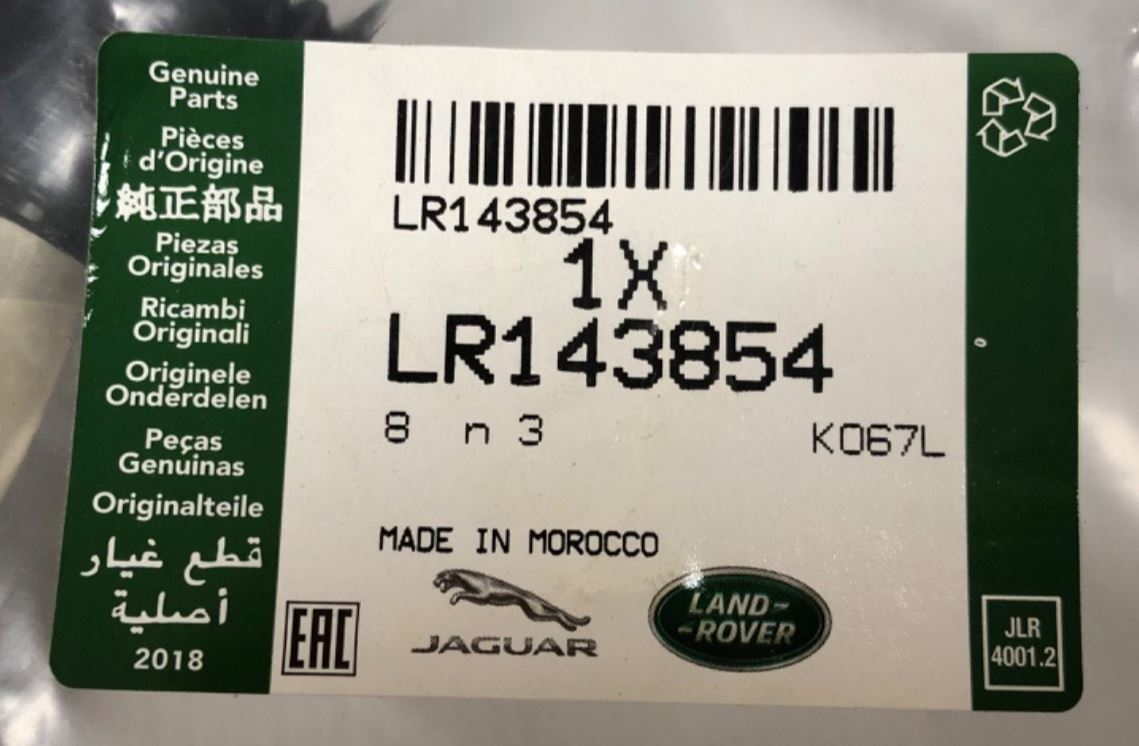 Genuine
Parts
Pièces
d'Origine
純正部品
Piezas
Originales
Ricambi
Originali
Originele
Onderdelen
Peças
Genuinas
Originalteile
قطع غيار
أصلية
2018
LR143854
1X
LR143854
8 n 3 K067L
MADE IN MOROCCO
EAC
JAGUAR
LAND-
-ROVER
JLR
4001.2